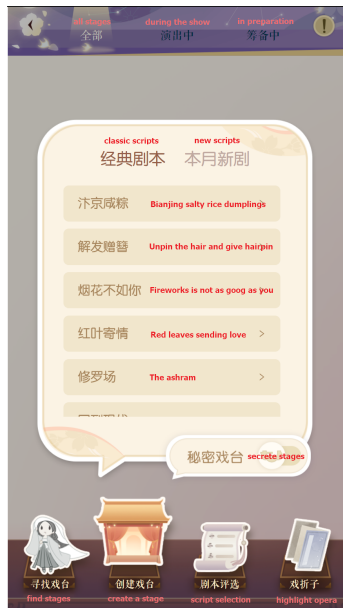 all stages during the show in preparation
全部 演出中 筹备中
classic scripts new scripts
经典剧本 本月新剧
汴京咸粽 Bianjing salty rice dumplings
解发赠簪 Unpin the hair and give hairpin
烟花不如你 Fireworks is not as goog as you
红叶寄情 Red leaves sending love
修罗场 The ashram
秘密戏台 secrete stages
寻找戏台 创建戏台 剧本评选 戏折子
find stages create a stage script selection highlight opera